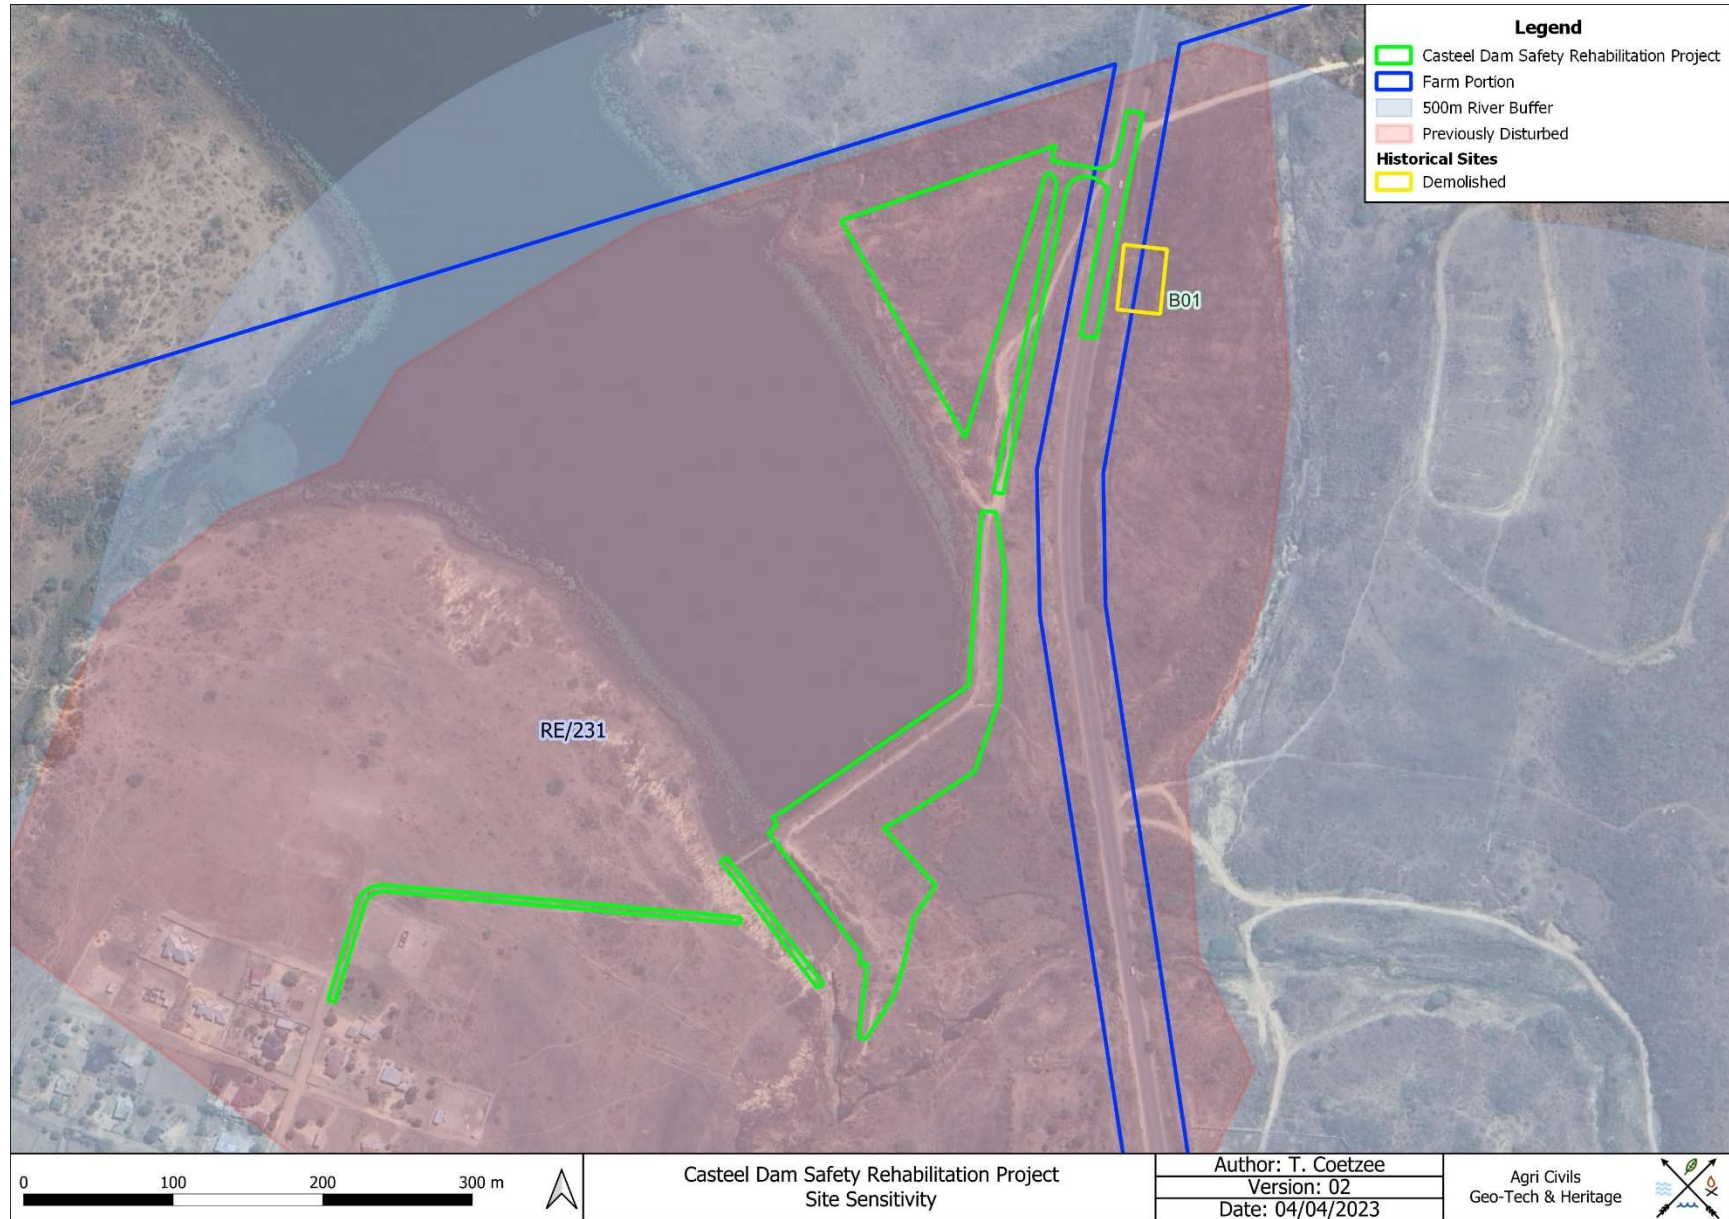 Legend
Casteel Dam Safety Rehabilitation Project
Farm Portion
500m River Buffer
Previously Disturbed
Historical Sites
Demolished
B01
RE/231
0 100 200 300 m
Casteel Dam Safety Rehabilitation Project
Site Sensitivity
Author: T. Coetzee
Version: 02
Date: 04/04/2023
Agri Civils
Geo-Tech & Heritage